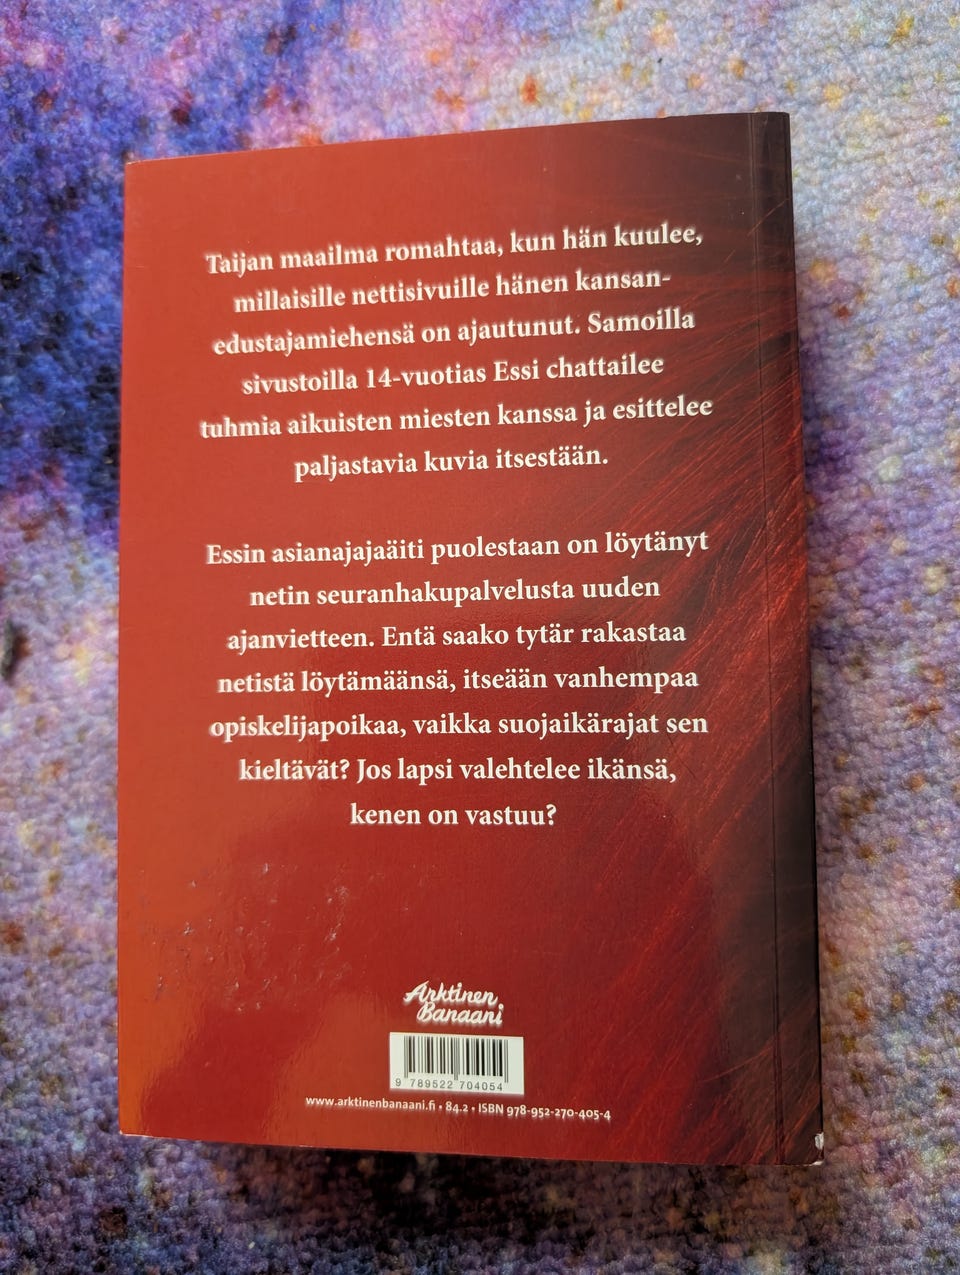 Taijan maailma romahtaa, kun hän kuulee,
millaisille nettisivuille hänen kansan-
edustajamiehensä on ajautunut. Samoilla
sivustoilla 14-vuotias Essi chattailee
tuhmia aikuisten miesten kanssa ja esittelee
paljastavia kuvia itsestään.
Essin asianajajaäiti puolestaan on löytänyt
netin seuranhakupalvelusta uuden
ajanvietteen. Entä saako tytär rakastaa
netistä löytämäänsä, itseään vanhempaa
opiskelijapoikaa, vaikka suojaikärajat sen
kieltävät? Jos lapsi valehtelee ikänsä,
kenen on vastuu?
Arktinen
Banaani
9 789522 704054
www.arktinenbanaani.fi • 84.2 • ISBN 978-952-270-405-4